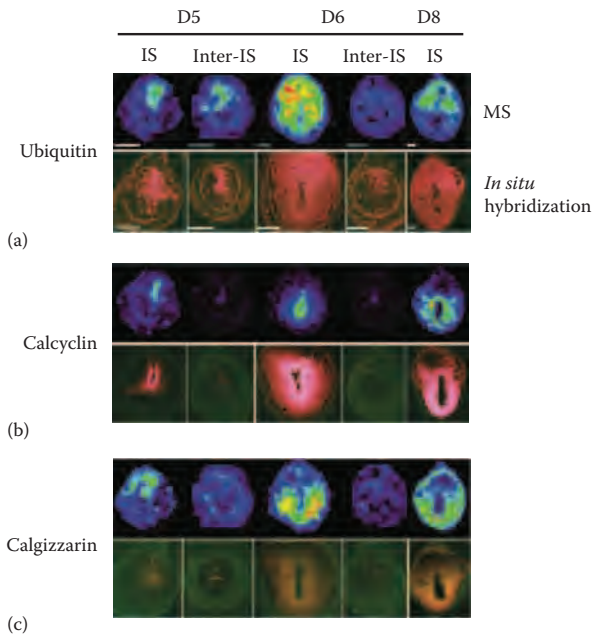 D5 D6 D8
IS Inter-IS IS Inter-IS IS
MS
Ubiquitin
In situ
hybridization
(a)
Calcyclin
(b)
Calgizzarin
(c)